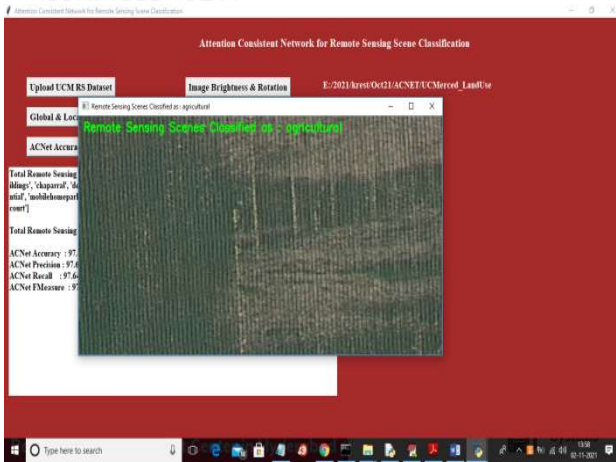 Attention Consistent Network for Remote Sensing Scene Classification
Attention Consistent Network for Remote Sensing Scene Classification
Upload UCM RS Dataset
Image Brightness & Rotation
E:/2021/krest/Oct21/ACNET/UCMerced_LandUse
Global & Loc
ACNet Accura
Remote Sensing Scenes Classified as : agricultural
Remote Sensing Scenes Classified as : agricultural
Total Remote Sensing
ildings', 'chaparral', 'de
ntial', 'mobilehomepark
court']
Total Remote Sensing
ACNet Accuracy : 97.
ACNet Precision : 97.6
ACNet Recall : 97.64
ACNet FMeasure : 97
Type here to search
13:58
02-11-2021